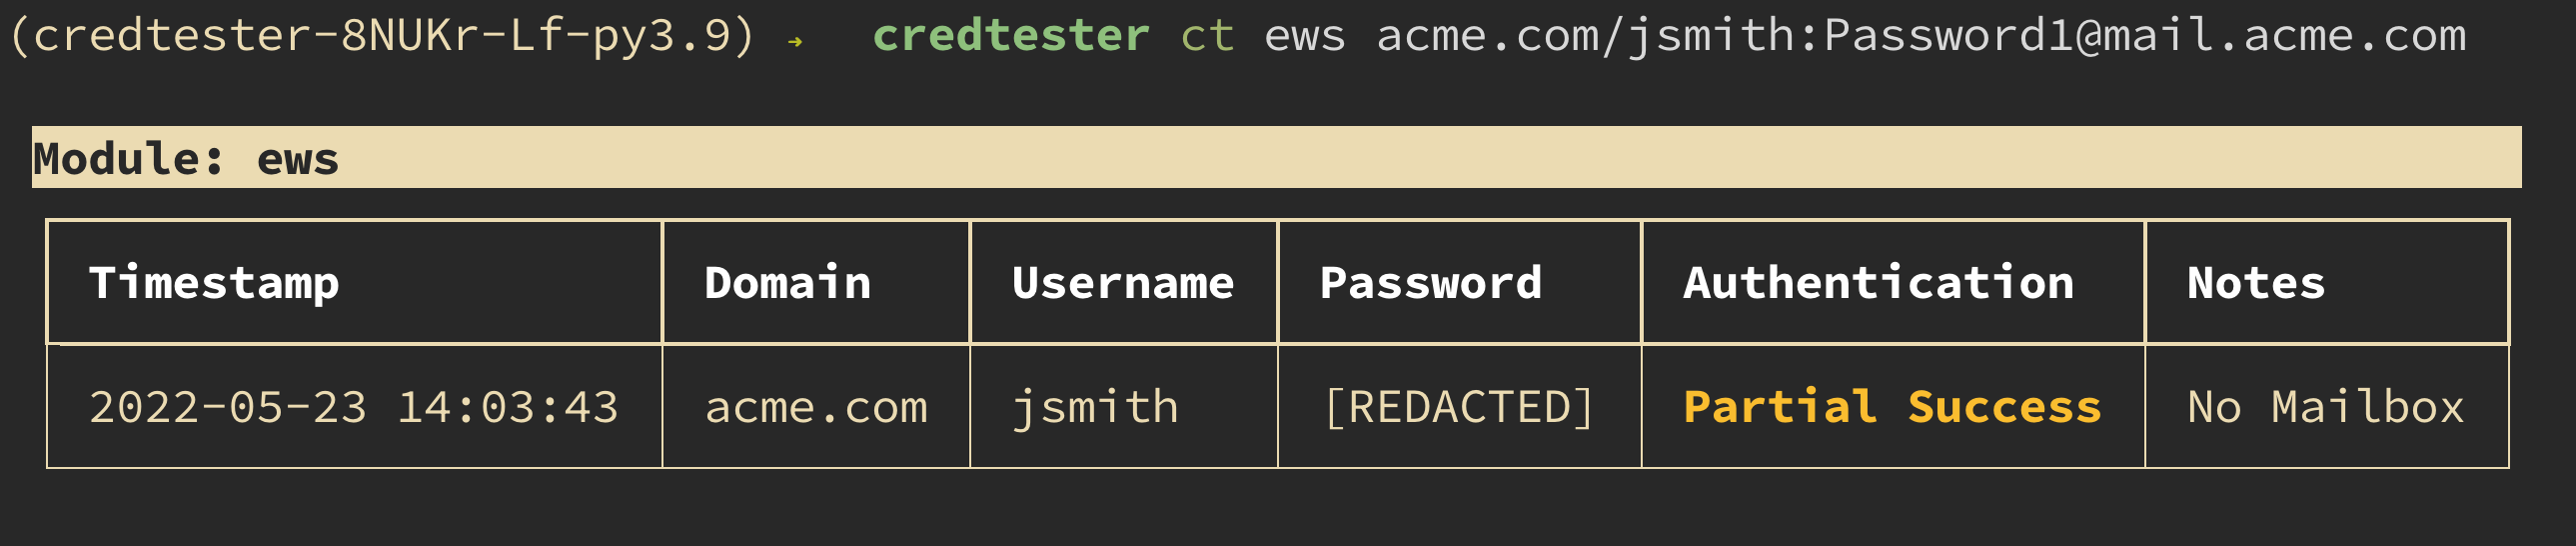 (credtester-8NUKr-Lf-py3.9) ➜ credtester ct ews acme.com/jsmith:Password1@mail.acme.com
Module: ews
Timestamp Domain Username Password Authentication Notes
2022-05-23 14:03:43 acme.com jsmith [REDACTED] Partial Success No Mailbox